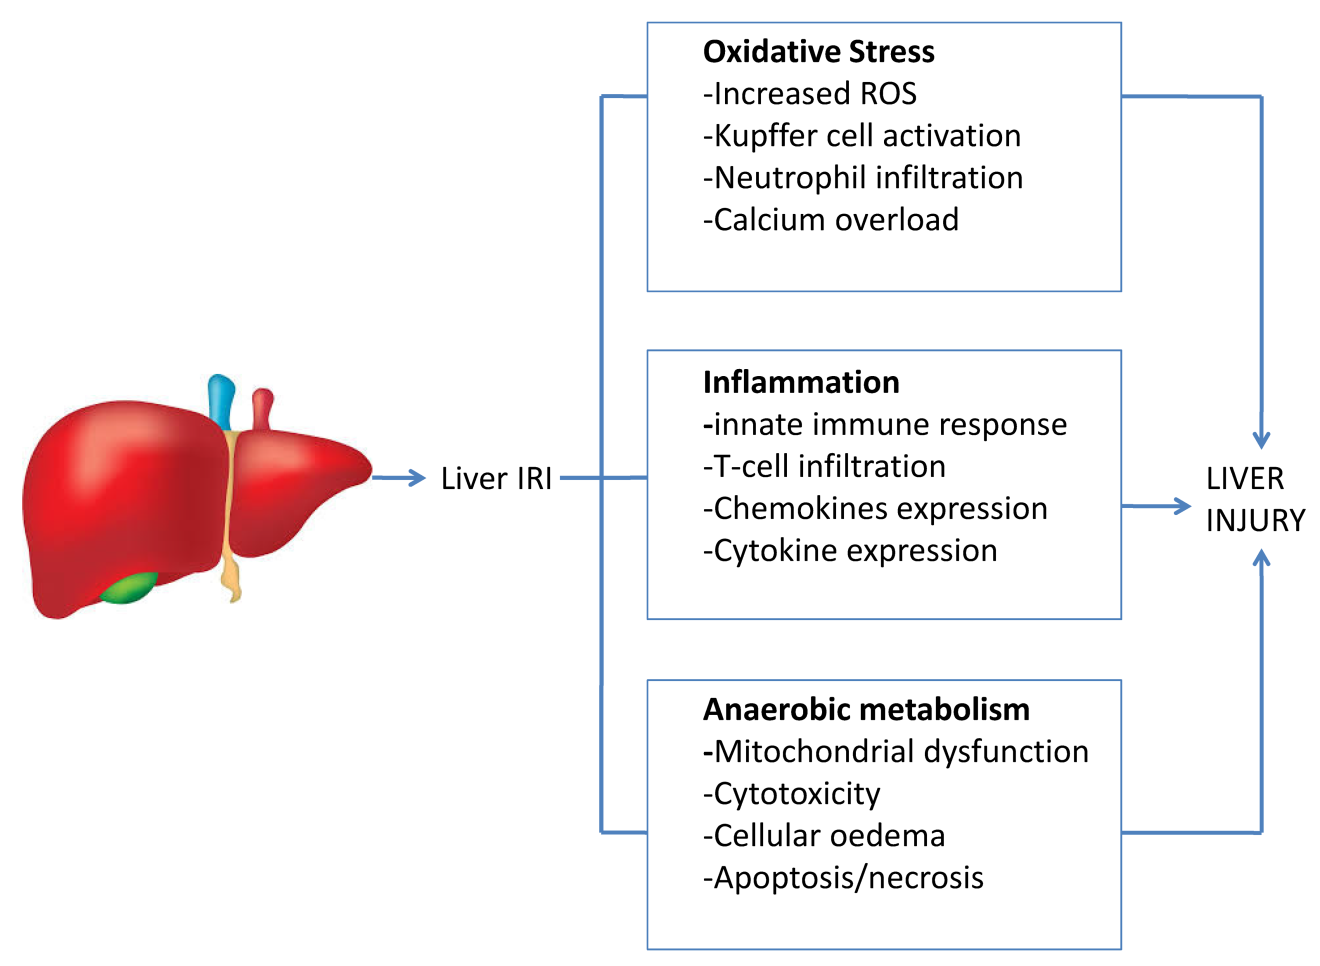 Oxidative Stress
-Increased ROS
-Kupffer cell activation
-Neutrophil infiltration
-Calcium overload
Liver IRI
Inflammation
-innate immune response
-T-cell infiltration
-Chemokines expression
-Cytokine expression
LIVER
INJURY
Anaerobic metabolism
-Mitochondrial dysfunction
-Cytotoxicity
-Cellular oedema
-Apoptosis/necrosis